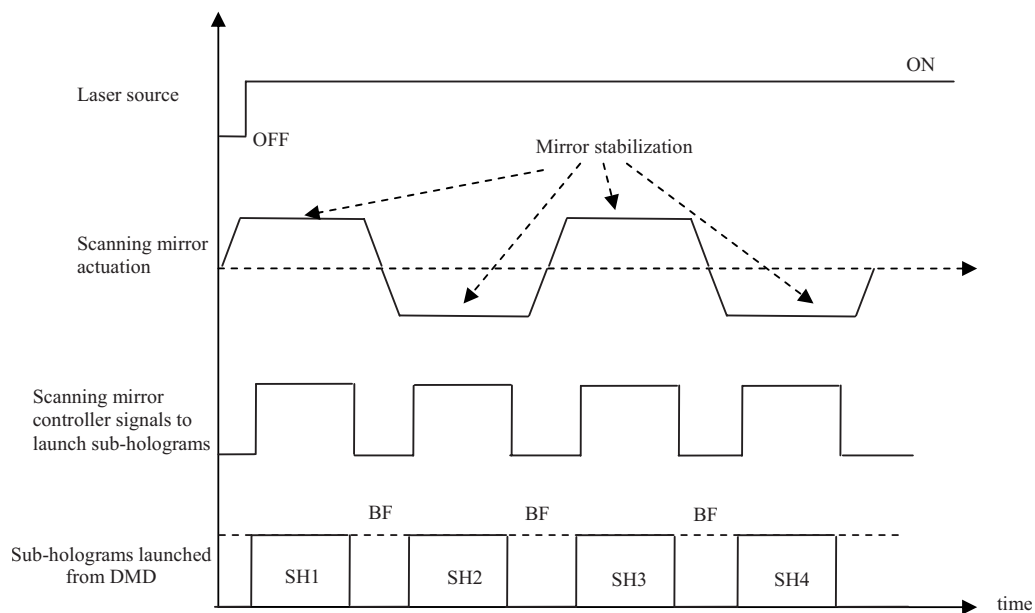 ON
Laser source
OFF
Mirror stabilization
Scanning mirror
actuation
Scanning mirror
controller signals to
launch sub-holograms
BF BF BF
Sub-holograms launched
from DMD
SH1 SH2 SH3 SH4
time